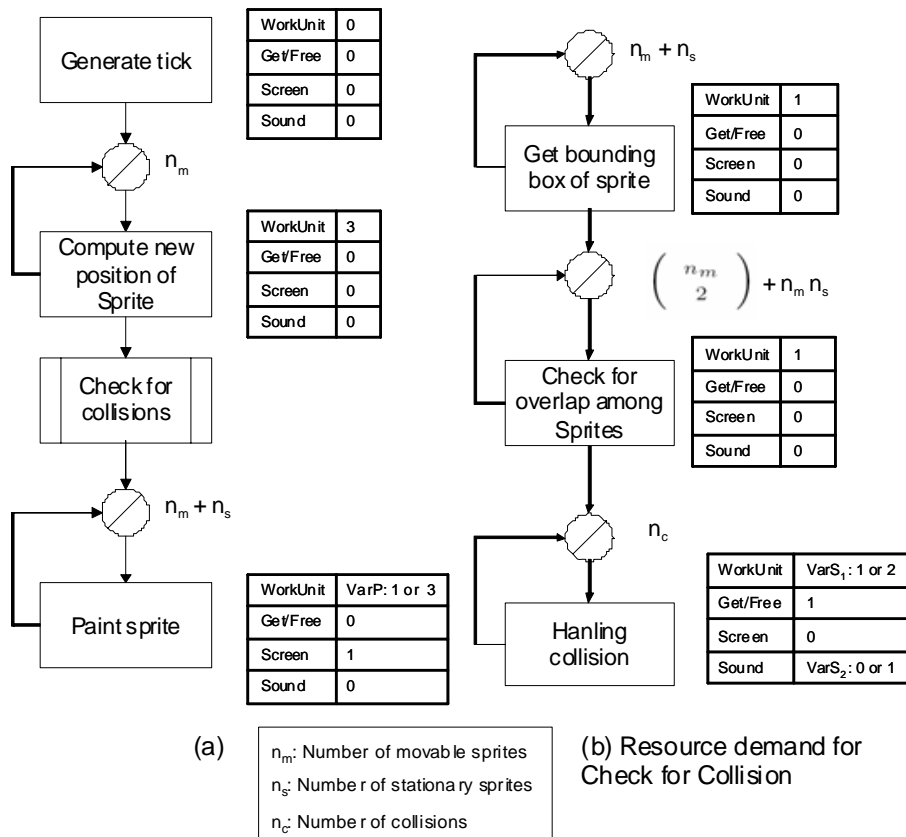 Generate tick
WorkUnit 0
Get/Free 0
Screen 0
Sound 0
n_m
Compute new
position of
Sprite
WorkUnit 3
Get/Free 0
Screen 0
Sound 0
Check for
collisions
n_m + n_s
Paint sprite
WorkUnit VarP: 1 or 3
Get/Free 0
Screen 1
Sound 0
(a)
n_m + n_s
Get bounding
box of sprite
WorkUnit 1
Get/Free 0
Screen 0
Sound 0
( n_m
2 ) + n_m n_s
Check for
overlap among
Sprites
WorkUnit 1
Get/Free 0
Screen 0
Sound 0
n_c
Hanling
collision
WorkUnit VarS_1: 1 or 2
Get/Free 1
Screen 0
Sound VarS_2: 0 or 1
(b) Resource demand for
Check for Collision
n_m: Number of movable sprites
n_s: Number of stationary sprites
n_c: Number of collisions